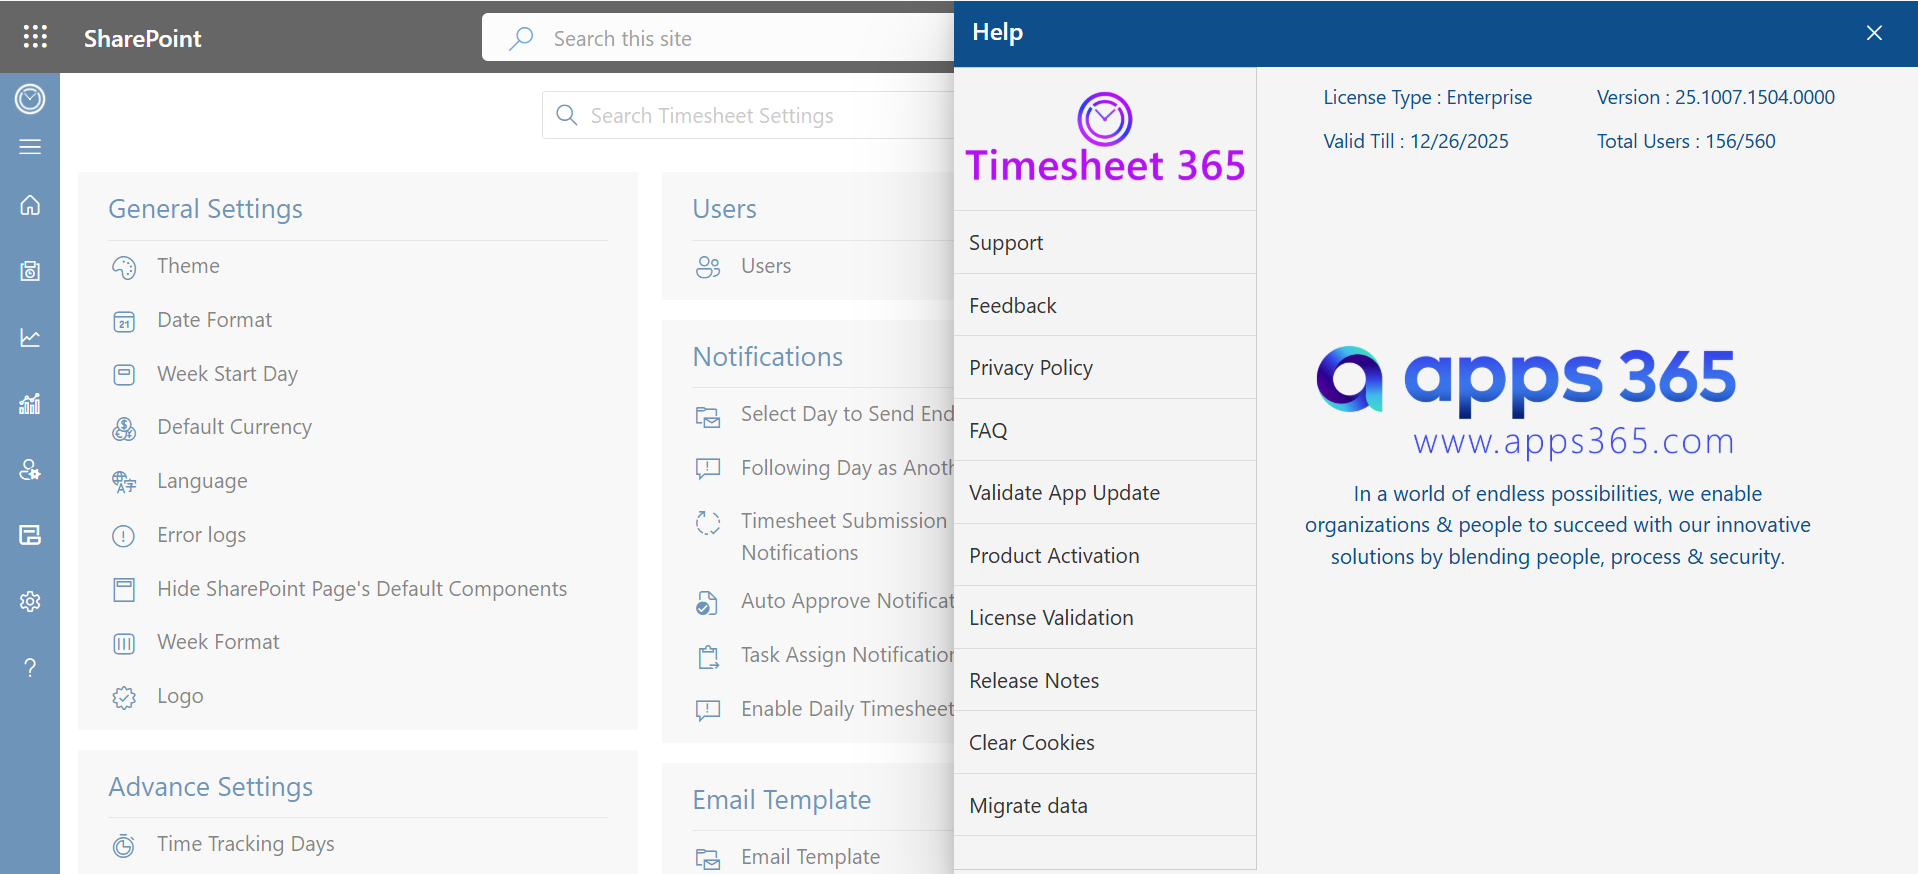 SharePoint
Search this site
Search Timesheet Settings
General Settings
Theme
21
Date Format
Week Start Day
Default Currency
Language
Error logs
Hide SharePoint Page's Default Components
Week Format
Logo
Advance Settings
Time Tracking Days
Users
Users
Notifications
Select Day to Send End
Following Day as Anoth
Timesheet Submission
Notifications
Auto Approve Notificat
Task Assign Notification
Enable Daily Timesheet
Email Template
Email Template
Help
Timesheet 365
Support
Feedback
Privacy Policy
FAQ
Validate App Update
Product Activation
License Validation
Release Notes
Clear Cookies
Migrate data
License Type : Enterprise
Version : 25.1007.1504.0000
Valid Till : 12/26/2025
Total Users : 156/560
apps 365
www.apps365.com
In a world of endless possibilities, we enable
organizations & people to succeed with our innovative
solutions by blending people, process & security.